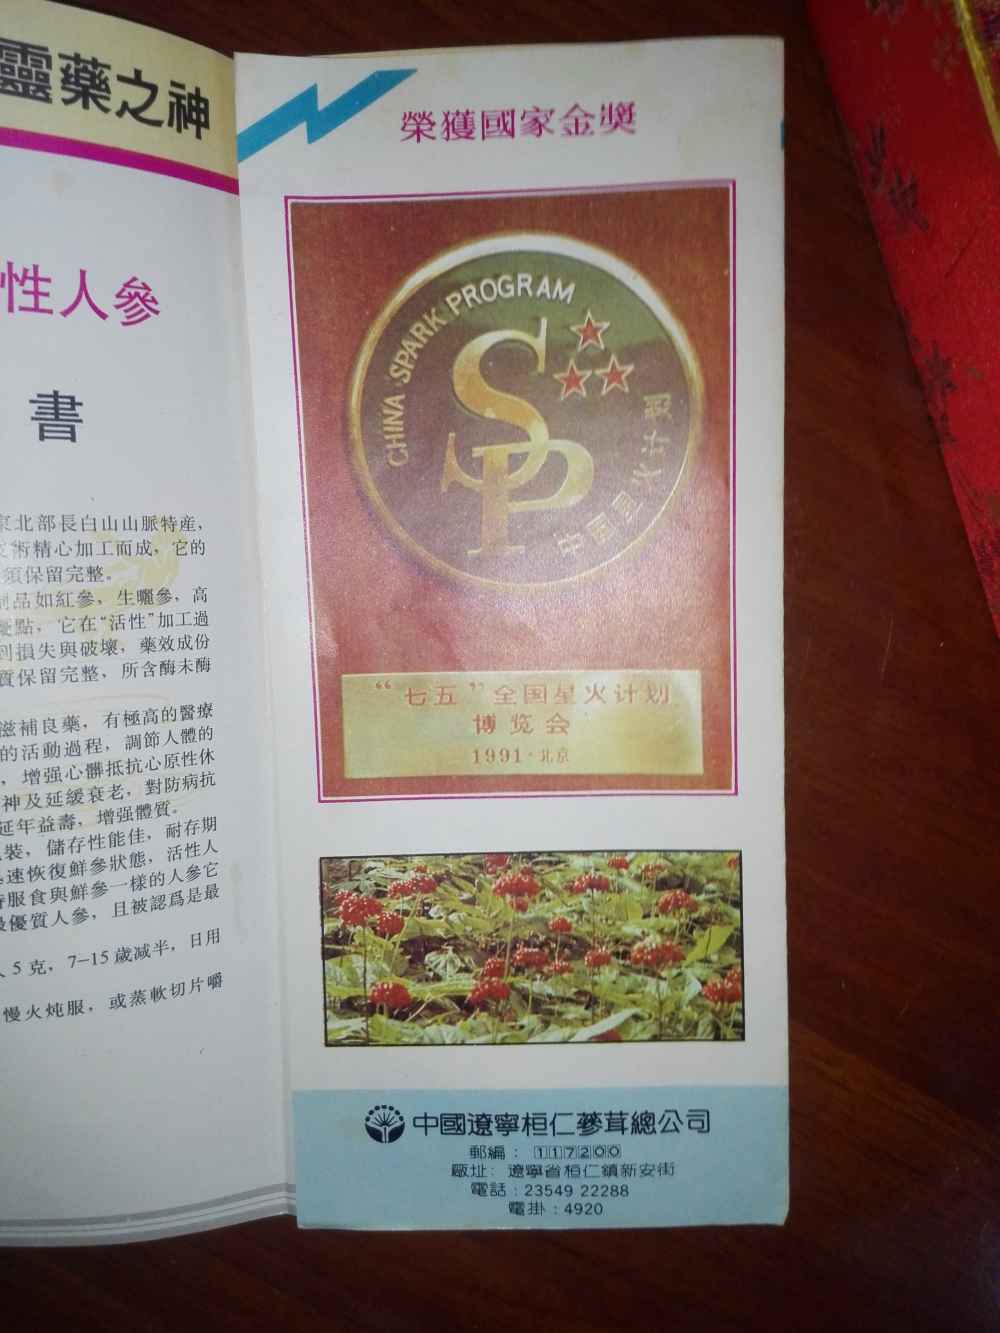 靈藥之神
性人參
書
東北部長白山山脈特産，
術精心加工而成，它的
須保留完整。
制品如紅參，生曬參，高
優點，它在“活性”加工過
到損失與破壞，藥效成份
質保留完整，所含酶未酶
滋補良藥，有極高的醫療
的活動過程，調節人體的
，增强心髒抵抗心原性休
神及延緩衰老，對防病抗
延年益壽，增强體質。
裝，儲存性能佳，耐存期
速恢復鮮參狀態，活性人
服食與鮮參一樣的人參它
優質人參，且被認爲是最
人5克，7-15歲减半，日用
慢火炖服，或蒸軟切片嚼
榮獲國家金獎
CHINA SPARK PROGRAM
SP
中国星火计划
“七五”全国星火计划
博览会
1991·北京
中國遼寧桓仁蔘茸總公司
郵編：117200
廠址：遼寧省桓仁鎮新安街
電話：23549 22288
電掛：4920